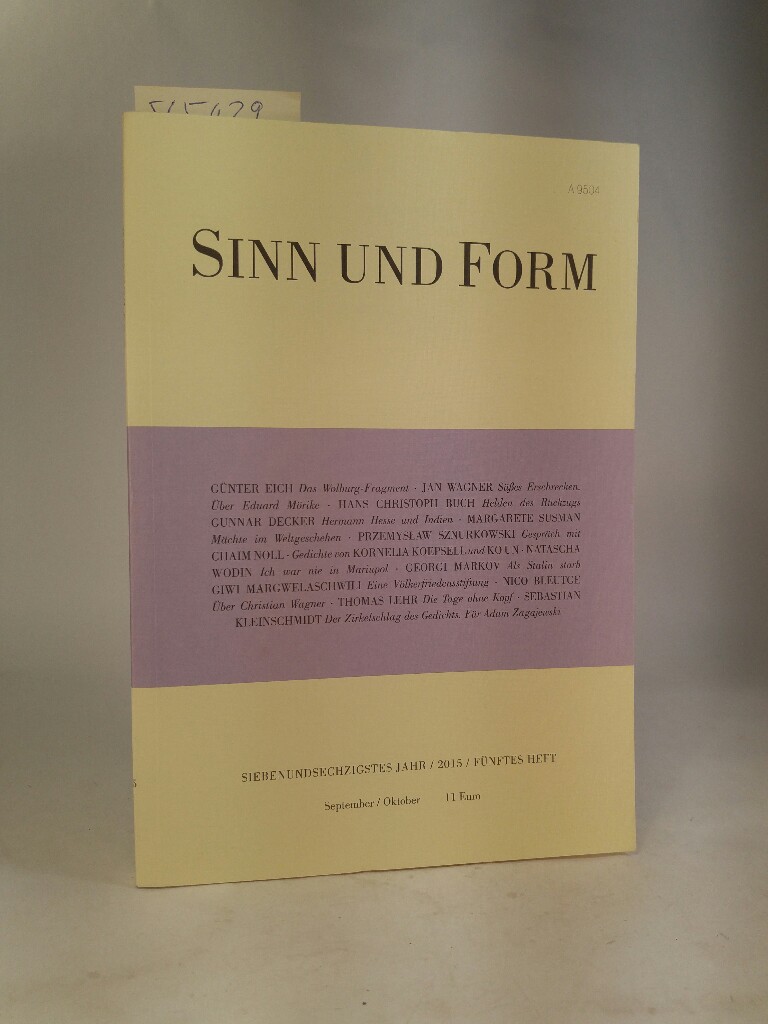 A 9504
SINN UND FORM
GÜNTER EICH Das Wolburg-Fragment · JAN WAGNER Süßes Erschrecken.
Über Eduard Mörike · HANS CHRISTOPH BUCH Helden des Rückzugs
GUNNAR DECKER Hermann Hesse und Indien · MARGARETE SUSMAN
Mächte im Weltgeschehen · PRZEMYSŁAW SZNURKOWSKI Gespräch mit
CHAIM NOLL · Gedichte von KORNELIA KOEPSELL und KO UN · NATASCHA
WODIN Ich war nie in Mariupol · GEORGI MARKOV Als Stalin starb
GIWI MARGWELASCHWILI Eine Völkerfriedensstiftung · NICO BLEUTGE
Über Christian Wagner · THOMAS LEHR Die Tage ohne Kopf · SEBASTIAN
KLEINSCHMIDT Der Zirkelschlag des Gedichts. Für Adam Zagajewski
SIEBENUNDSECHZIGSTES JAHR / 2015 / FÜNFTES HEFT
September / Oktober 11 Euro